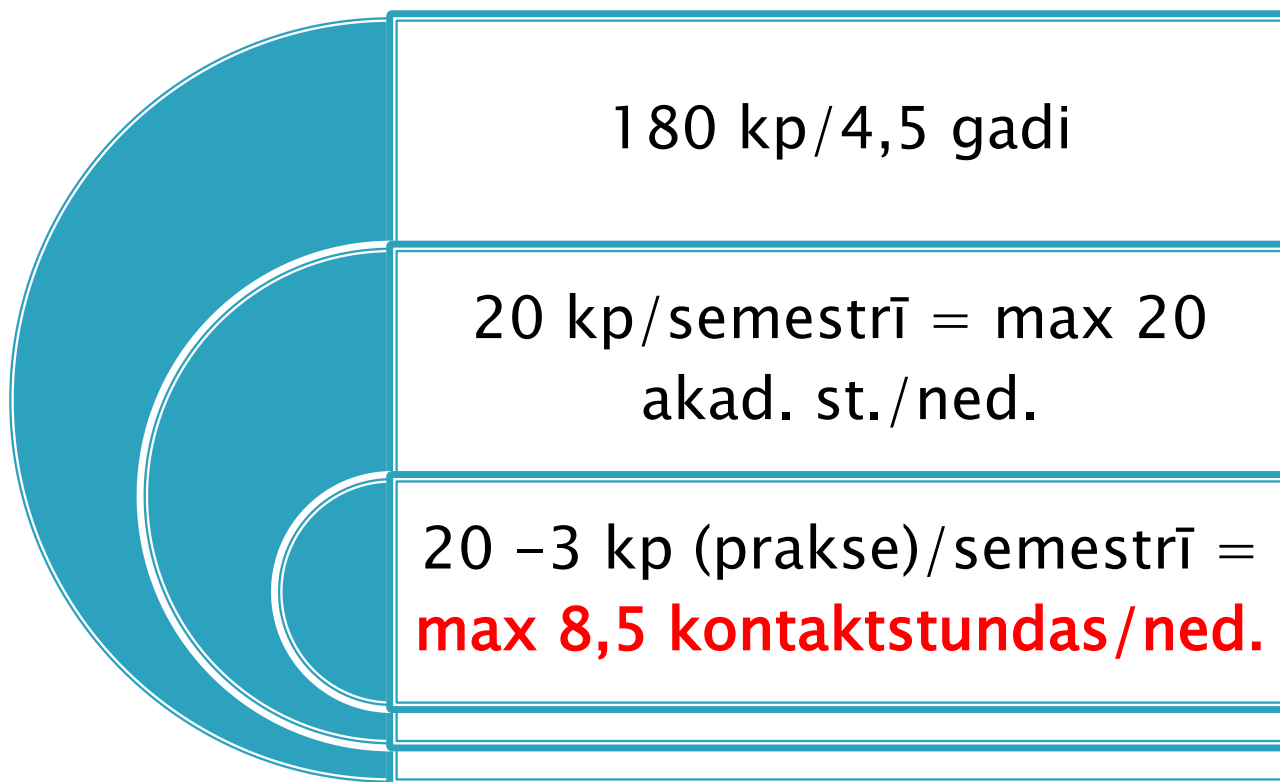 180 kp/4,5 gadi
20 kp/semestrī = max 20
akad. st./ned.
20 -3 kp (prakse)/semestrī =
max 8,5 kontaktstundas/ned.